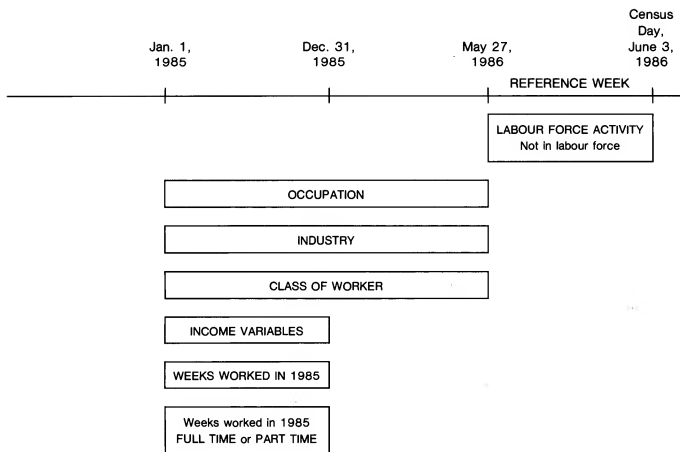 Census
Day,
Jan. 1, Dec. 31, May 27, June 3,
1985 1985 1986 1986
REFERENCE WEEK
LABOUR FORCE ACTIVITY
Not in labour force
OCCUPATION
INDUSTRY
CLASS OF WORKER
INCOME VARIABLES
WEEKS WORKED IN 1985
Weeks worked in 1985
FULL TIME or PART TIME